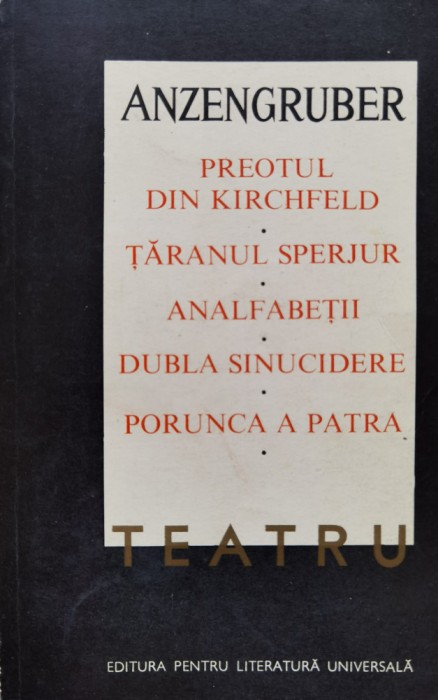 ANZENGRUBER
PREOTUL
DIN KIRCHFELD
•
ȚĂRANUL SPERJUR
•
ANALFABEȚII
•
DUBLA SINUCIDERE
•
PORUNCA A PATRA
•
TEATRU
EDITURA PENTRU LITERATURĂ UNIVERSALĂ